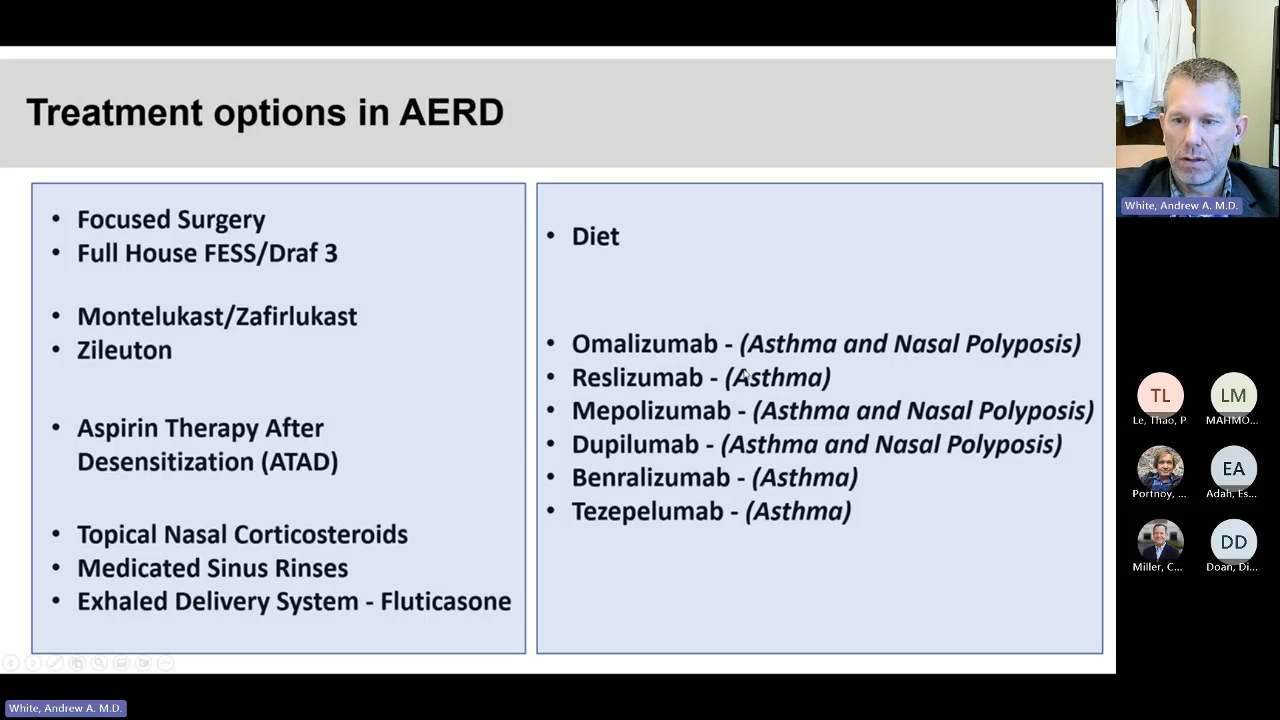 Treatment options in AERD
• Focused Surgery
• Full House FESS/Draf 3
• Montelukast/Zafirlukast
• Zileuton
• Aspirin Therapy After
Desensitization (ATAD)
• Topical Nasal Corticosteroids
• Medicated Sinus Rinses
• Exhaled Delivery System - Fluticasone
• Diet
• Omalizumab - (Asthma and Nasal Polyposis)
• Reslizumab - (Asthma)
• Mepolizumab - (Asthma and Nasal Polyposis)
• Dupilumab - (Asthma and Nasal Polyposis)
• Benralizumab - (Asthma)
• Tezepelumab - (Asthma)
White, Andrew A. M.D.
TL
Le, Thao, P
LM
MAHMO...
Portnoy, ...
EA
Adah, Es...
Miller, C...
DD
Doan, Di...
White, Andrew A. M.D.